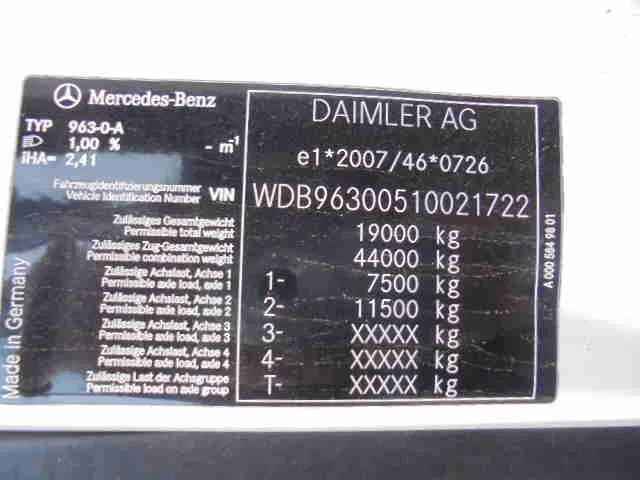 Mercedes-Benz
DAIMLER AG
TYP 963-0-A
1,00 % - m⁻¹
iHA= 2,41
e1*2007/46*0726
Fahrzeugidentifizierungsnummer
Vehicle Identification Number VIN
WDB96300510021722
Zulässiges Gesamtgewicht
Permissible total weight
19000 kg
Zulässiges Zug-Gesamtgewicht
Permissible combination weight
44000 kg
Zulässige Achslast, Achse 1
Permissible axle load, axle 1
1- 7500 kg
Zulässige Achslast, Achse 2
Permissible axle load, axle 2
2- 11500 kg
Zulässige Achslast, Achse 3
Permissible axle load, axle 3
3- XXXXX kg
Zulässige Achslast, Achse 4
Permissible axle load, axle 4
4- XXXXX kg
Zulässige Last der Achsgruppe
Permissible load on axle group
T- XXXXX kg
Made in Germany
A 000 584 98 01